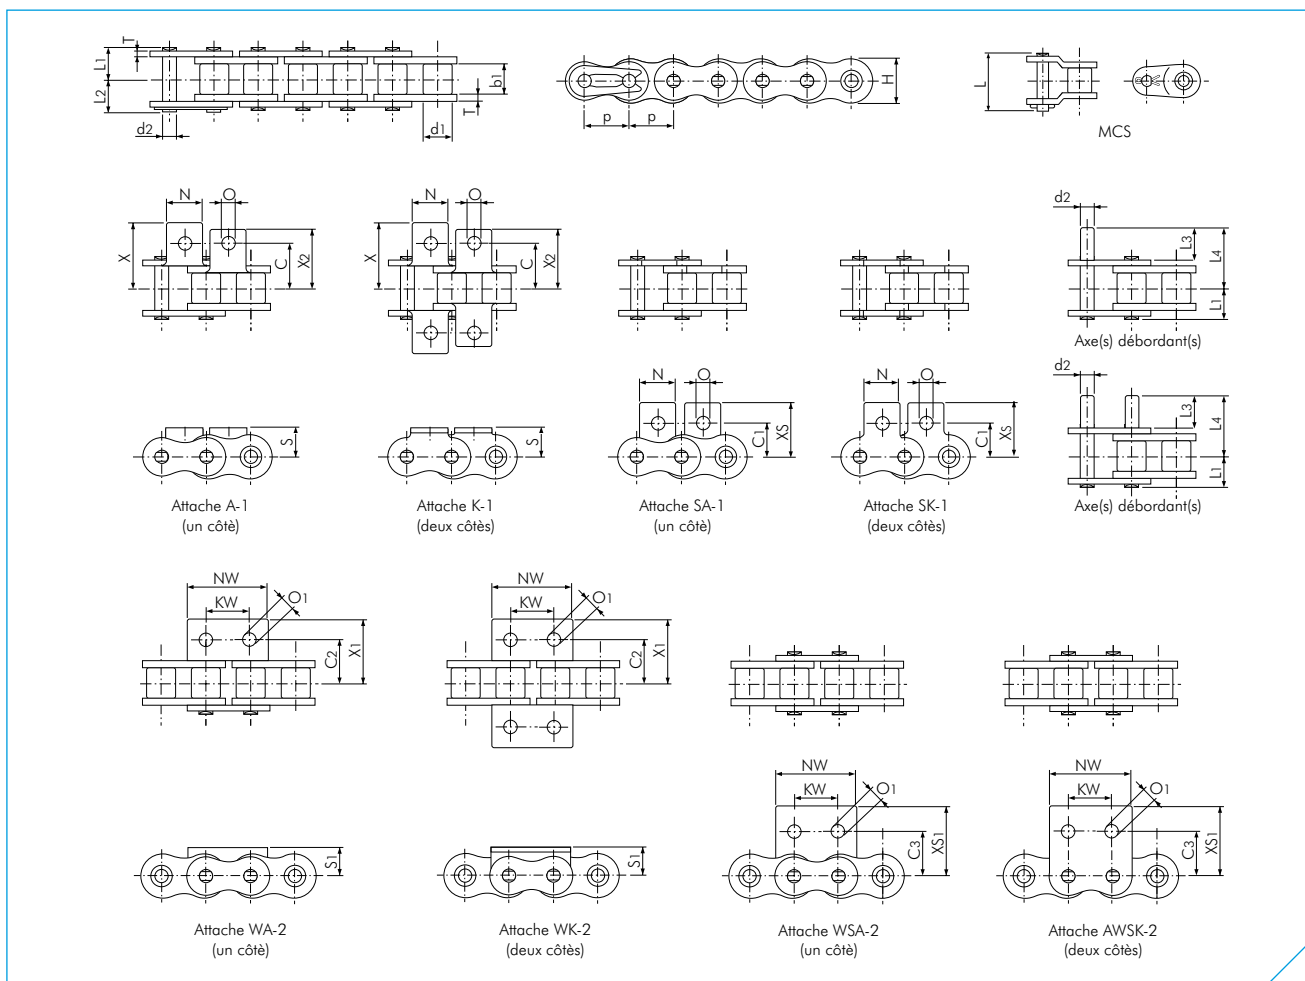 T
L1
L2
d2
b1
T
d1
p
p
H
L
MCS
N
O
X
C
X2
N
O
X
C
X2
d2
L3
L4
L1
Axe(s) débordant(s)
S
Attache A-1
(un côtè)
S
Attache K-1
(deux côtès)
N
O
C1
XS
Attache SA-1
(un côtè)
N
O
C1
XS
Attache SK-1
(deux côtès)
d2
L3
L4
L1
Axe(s) débordant(s)
NW
KW
O1
C2
X1
NW
KW
O1
C2
X1
S1
Attache WA-2
(un côtè)
S1
Attache WK-2
(deux côtès)
NW
KW
O1
C3
XS1
Attache WSA-2
(un côtè)
NW
KW
O1
C3
XS1
Attache AWSK-2
(deux côtès)